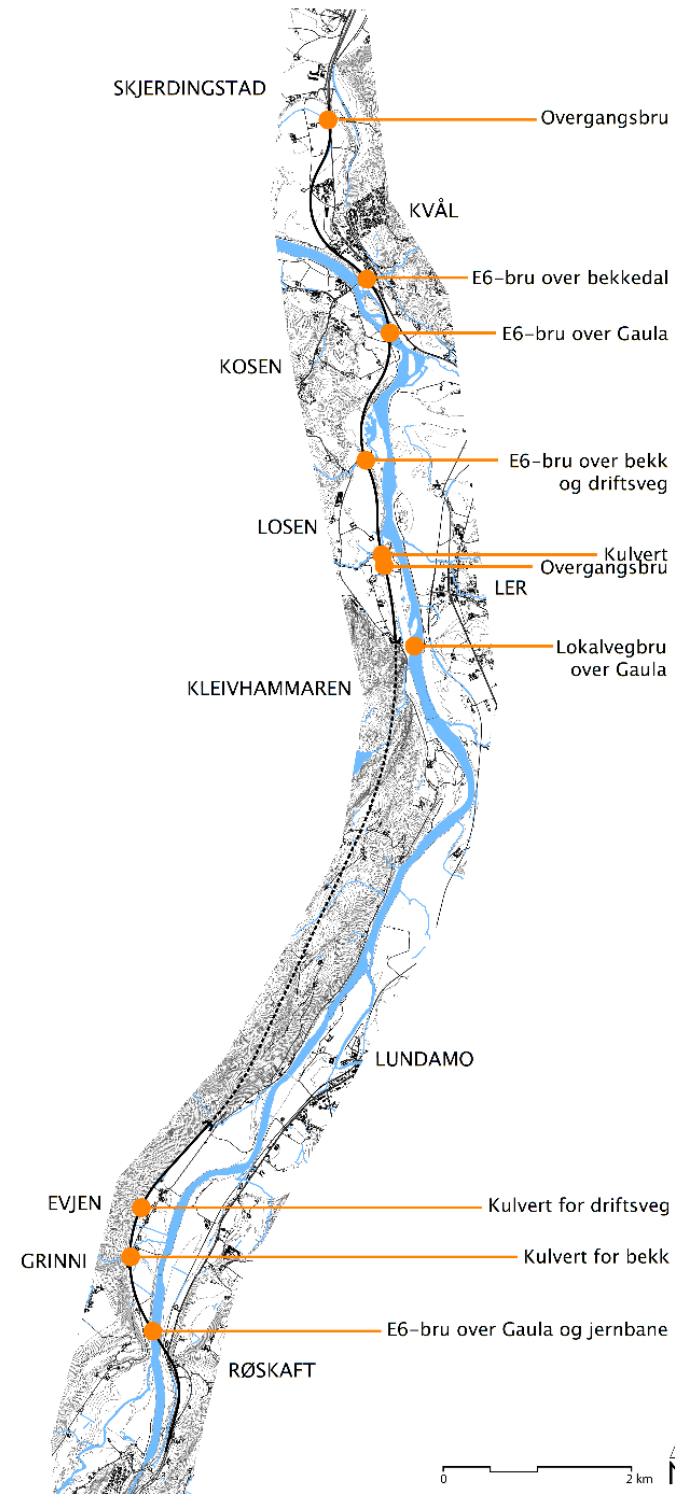 SKJERDINGSTAD
Overgangsbru
KVÅL
E6-bru over bekkedal
E6-bru over Gaula
KOSEN
E6-bru over bekk
og driftsveg
LOSEN
Kulvert
Overgangsbru
LER
Lokalvegbru
over Gaula
KLEIVHAMMAREN
LUNDAMO
EVJEN
Kulvert for driftsveg
GRINNI
Kulvert for bekk
E6-bru over Gaula og jernbane
RØSKAFT
N
0 2 km